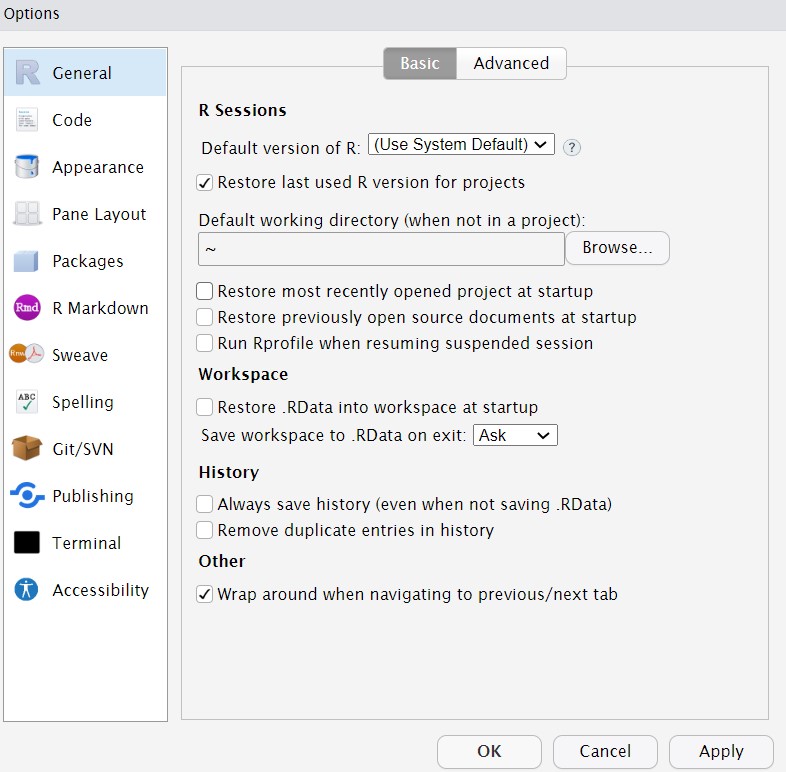 Options
General
Code
Appearance
Pane Layout
Packages
Rmd R Markdown
Rnw Sweave
ABC Spelling
Git/SVN
Publishing
Terminal
Accessibility
Basic Advanced
R Sessions
Default version of R: (Use System Default) ?
Restore last used R version for projects
Default working directory (when not in a project):
~ Browse...
Restore most recently opened project at startup
Restore previously open source documents at startup
Run Rprofile when resuming suspended session
Workspace
Restore .RData into workspace at startup
Save workspace to .RData on exit: Ask
History
Always save history (even when not saving .RData)
Remove duplicate entries in history
Other
Wrap around when navigating to previous/next tab
OK Cancel Apply